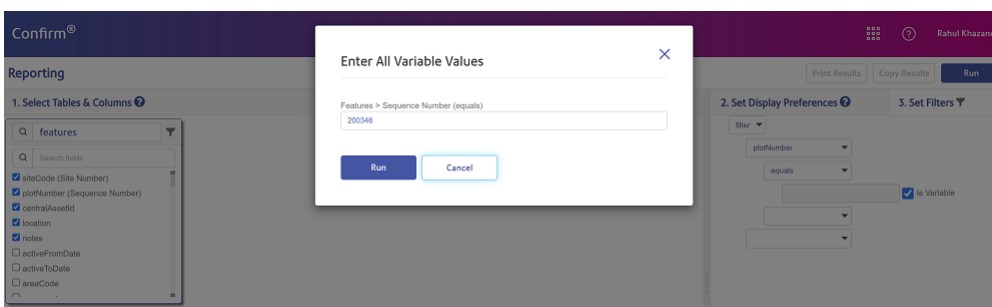 Confirm®
Rahul Khazand
Reporting
Print Results
Copy Results
Run
1. Select Tables & Columns
2. Set Display Preferences
3. Set Filters
features
Search fields
siteCode (Site Number)
plotNumber (Sequence Number)
centralAssetId
location
notes
activeFromDate
activeToDate
areaCode
Enter All Variable Values
Features > Sequence Number (equals)
200346
Run
Cancel
filter
plotNumber
equals
Is Variable